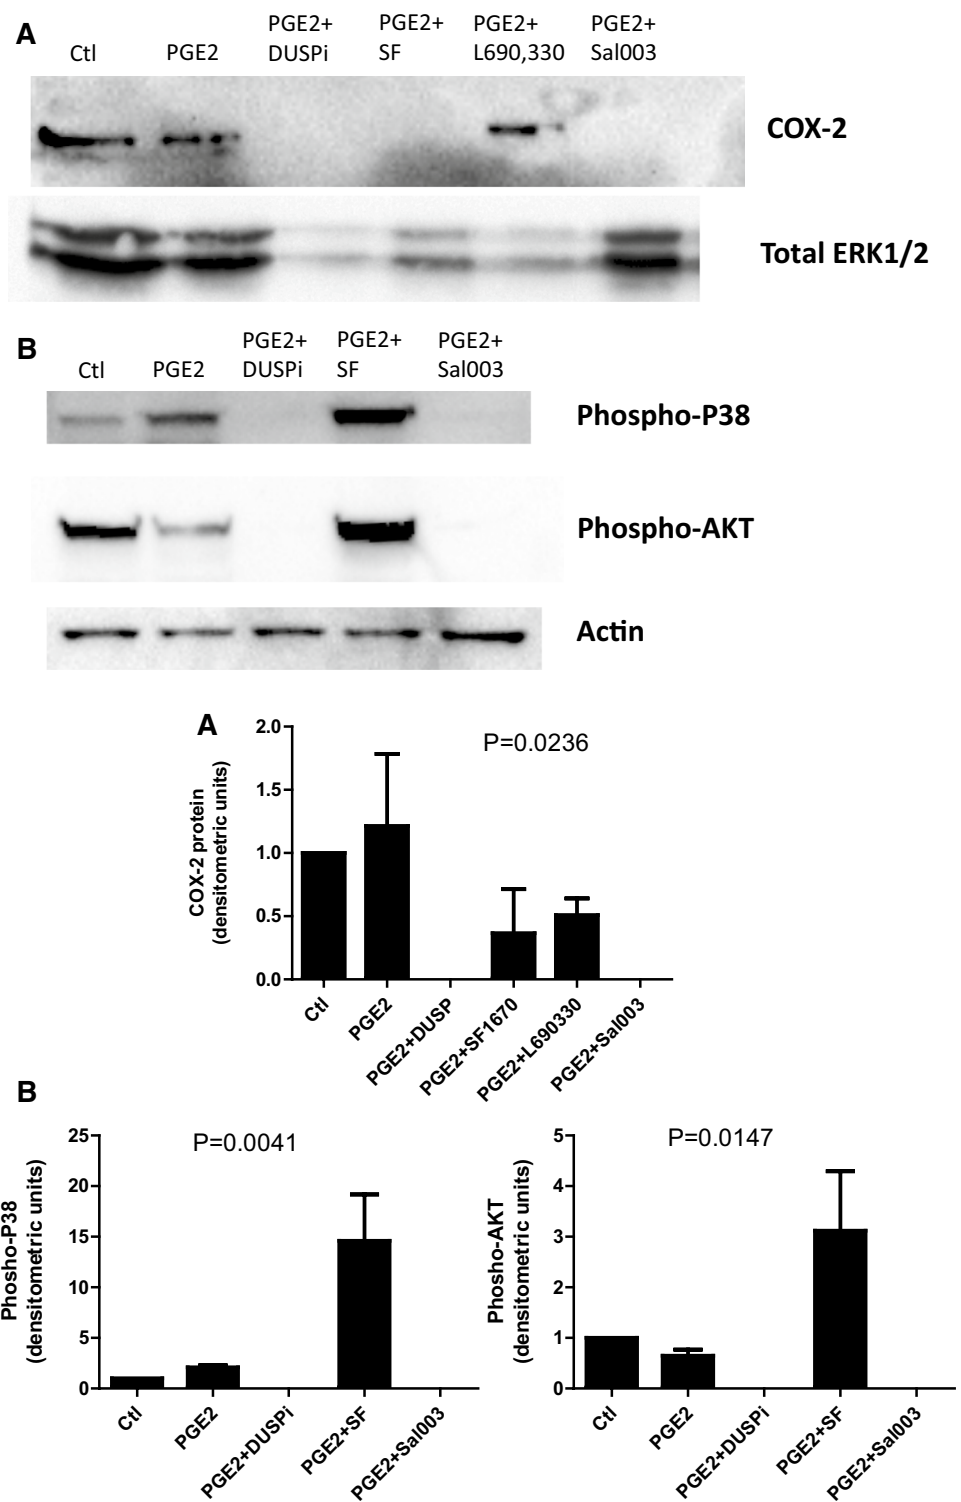 A
Ctl
PGE2
PGE2+
DUSPi
PGE2+
SF
PGE2+
L690,330
PGE2+
Sal003
COX-2
Total ERK1/2
B
Ctl
PGE2
PGE2+
DUSPi
PGE2+
SF
PGE2+
Sal003
Phospho-P38
Phospho-AKT
Actin
A
P=0.0236
COX-2 protein
(densitometric units)
2.0
1.5
1.0
0.5
0.0
Ctl
PGE2
PGE2+DUSP
PGE2+SF1670
PGE2+L690330
PGE2+Sal003
B
P=0.0041
Phosho-P38
(densitometric units)
25
20
15
10
5
0
Ctl
PGE2
PGE2+DUSPi
PGE2+SF
PGE2+Sal003
P=0.0147
Phosho-AKT
(densitometric units)
5
4
3
2
1
0
Ctl
PGE2
PGE2+DUSPi
PGE2+SF
PGE2+Sal003